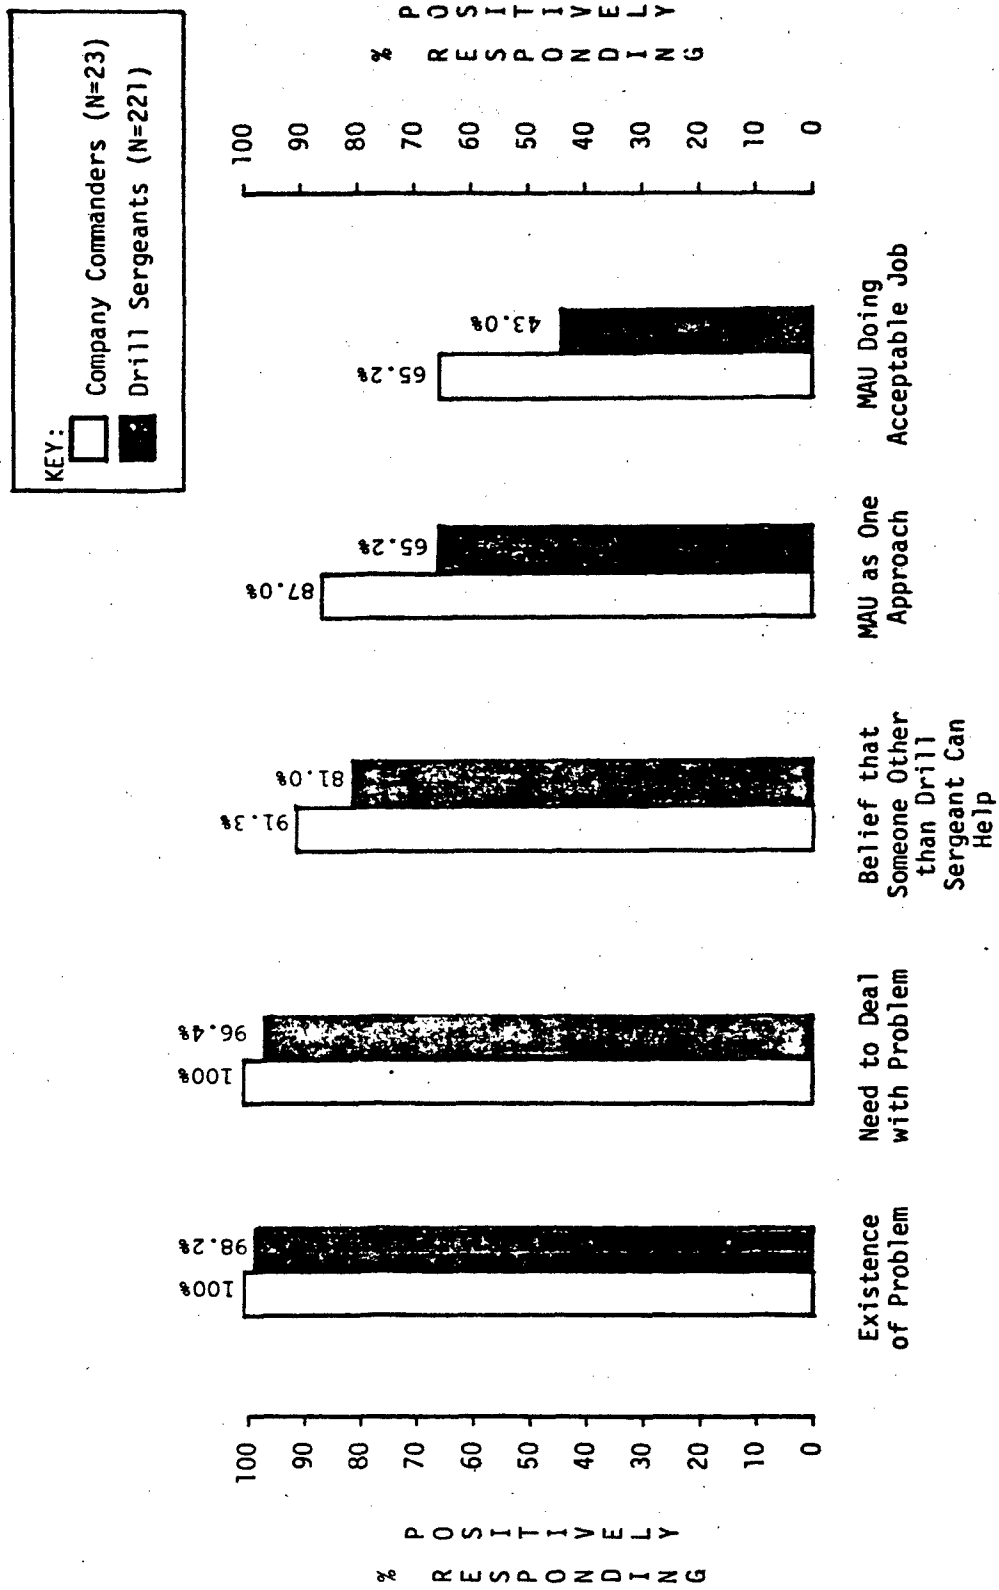 KEY:
Company Commanders (N=23)
Drill Sergeants (N=221)
% POSITIVELY
RESPONDING
100
90
80
70
60
50
40
30
20
10
0
100%
98.2%
100%
96.4%
91.3%
81.0%
87.0%
65.2%
65.2%
43.0%
100
90
80
70
60
50
40
30
20
10
0
% POSITIVELY
RESPONDING
Existence
of Problem
Need to Deal
with Problem
Belief that
Someone Other
than Drill
Sergeant Can
Help
MAU as One
Approach
MAU Doing
Acceptable Job